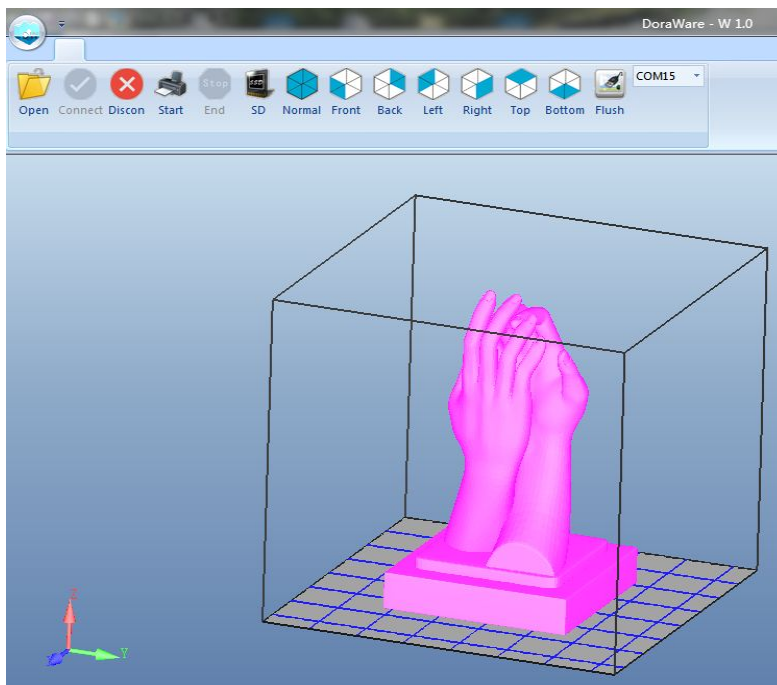 DoraWare - W 1.0
Stop
COM15
Open Connect Discon Start End SD Normal Front Back Left Right Top Bottom Flush
Z
Y